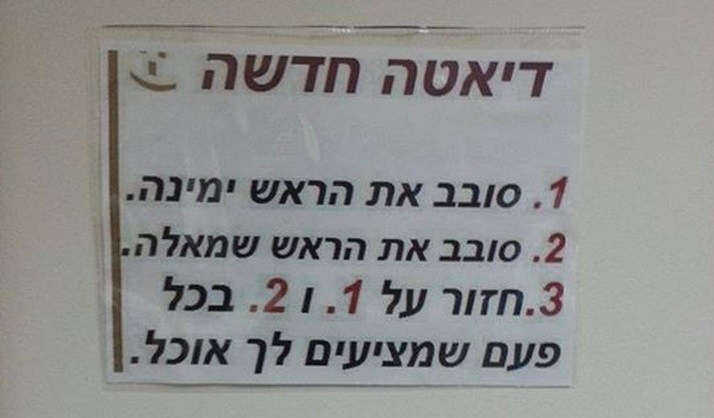 דיאטה חדשה
1. סובב את הראש ימינה.
2. סובב את הראש שמאלה.
3.חזור על 1. ו 2. בכל
פעם שמציעים לך אוכל.